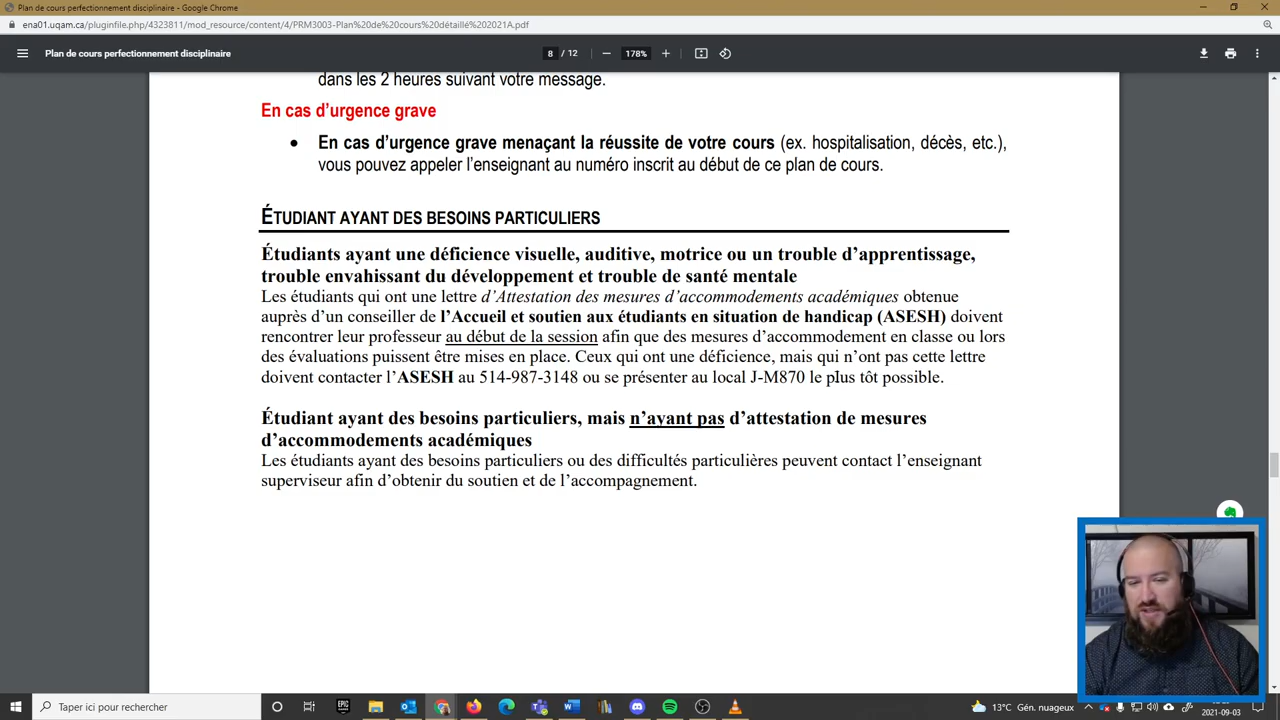 Plan de cours perfectionnement disciplinaire - Google Chrome
ena01.uqam.ca/pluginfile.php/4323811/mod_resource/content/4/PRM3003-Plan%20de%20cours%20détaillé%202021A.pdf
Plan de cours perfectionnement disciplinaire
8 / 12
178%
dans les 2 heures suivant votre message.
En cas d’urgence grave
• En cas d’urgence grave menaçant la réussite de votre cours (ex. hospitalisation, décès, etc.),
vous pouvez appeler l’enseignant au numéro inscrit au début de ce plan de cours.
ÉTUDIANT AYANT DES BESOINS PARTICULIERS
Étudiants ayant une déficience visuelle, auditive, motrice ou un trouble d’apprentissage,
trouble envahissant du développement et trouble de santé mentale
Les étudiants qui ont une lettre d’Attestation des mesures d’accommodements académiques obtenue
auprès d’un conseiller de l’Accueil et soutien aux étudiants en situation de handicap (ASESH) doivent
rencontrer leur professeur au début de la session afin que des mesures d’accommodement en classe ou lors
des évaluations puissent être mises en place. Ceux qui ont une déficience, mais qui n’ont pas cette lettre
doivent contacter l’ASESH au 514-987-3148 ou se présenter au local J-M870 le plus tôt possible.
Étudiant ayant des besoins particuliers, mais n’ayant pas d’attestation de mesures
d’accommodements académiques
Les étudiants ayant des besoins particuliers ou des difficultés particulières peuvent contact l’enseignant
superviseur afin d’obtenir du soutien et de l’accompagnement.
Taper ici pour rechercher
EPIC
13°C Gén. nuageux
2021-09-03